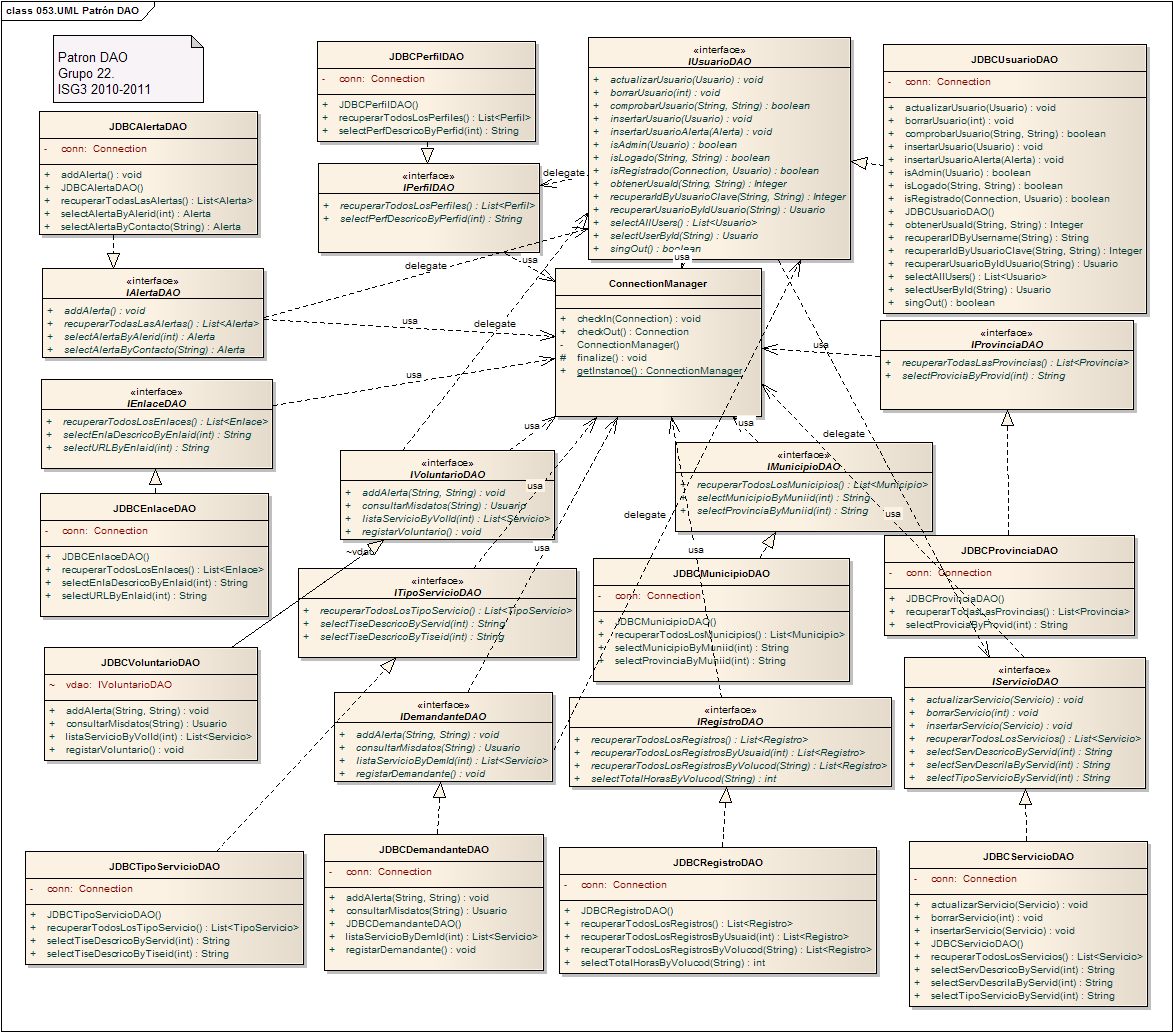 class 053.UML Patrón DAO
Patron DAO
Grupo 22.
ISG3 2010-2011
JDBCPerfilDAO
- conn: Connection
+ JDBCPerfilDAO()
+ recuperarTodosLosPerfiles() : List<Perfil>
+ selectPerfDescricoByPerfid(int) : String
«interface»
IUsuarioDAO
+ actualizarUsuario(Usuario) : void
+ borrarUsuario(int) : void
+ comprobarUsuario(String, String) : boolean
+ insertarUsuario(Usuario) : void
+ insertarUsuarioAlerta(Alerta) : void
+ isAdmin(Usuario) : boolean
+ isLogado(String, String) : boolean
+ isRegistrado(Connection, Usuario) : boolean
+ obtenerUsuaId(String, String) : Integer
+ recuperarIdByUsuarioClave(String, String) : Integer
+ recuperarUsuarioByIdUsuario(String) : Usuario
+ selectAllUsers() : List<Usuario>
+ selectUserById(String) : Usuario
+ singOut() : boolean
JDBCUsuarioDAO
- conn: Connection
+ actualizarUsuario(Usuario) : void
+ borrarUsuario(int) : void
+ comprobarUsuario(String, String) : boolean
+ insertarUsuario(Usuario) : void
+ insertarUsuarioAlerta(Alerta) : void
+ isAdmin(Usuario) : boolean
+ isLogado(String, String) : boolean
+ isRegistrado(Connection, Usuario) : boolean
+ JDBCUsuarioDAO()
+ obtenerUsuaId(String, String) : Integer
+ recuperarIDByUsername(String) : String
+ recuperarIdByUsuarioClave(String, String) : Integer
+ recuperarUsuarioByIdUsuario(String) : Usuario
+ selectAllUsers() : List<Usuario>
+ selectUserById(String) : Usuario
+ singOut() : boolean
JDBCAlertaDAO
- conn: Connection
+ addAlerta() : void
+ JDBCAlertaDAO()
+ recuperarTodasLasAlertas() : List<Alerta>
+ selectAlertaByAlerid(int) : Alerta
+ selectAlertaByContacto(String) : Alerta
«interface»
IPerfilDAO
+ recuperarTodosLosPerfiles() : List<Perfil>
+ selectPerfDescricoByPerfid(int) : String
delegate
usa
usa
delegate
«interface»
IAlertaDAO
+ addAlerta() : void
+ recuperarTodasLasAlertas() : List<Alerta>
+ selectAlertaByAlerid(int) : Alerta
+ selectAlertaByContacto(String) : Alerta
usa
delegate
ConnectionManager
+ checkIn(Connection) : void
+ checkOut() : Connection
- ConnectionManager()
# finalize() : void
+ getInstance() : ConnectionManager
usa
«interface»
IProvinciaDAO
+ recuperarTodasLasProvincias() : List<Provincia>
+ selectProviciaByProvid(int) : String
«interface»
IEnlaceDAO
+ recuperarTodosLosEnlaces() : List<Enlace>
+ selectEnlaDescricoByEnlaid(int) : String
+ selectURLByEnlaid(int) : String
usa
usa
usa
delegate
JDBCEnlaceDAO
- conn: Connection
+ JDBCEnlaceDAO()
+ recuperarTodosLosEnlaces() : List<Enlace>
+ selectEnlaDescricoByEnlaid(int) : String
+ selectURLByEnlaid(int) : String
«interface»
IVoluntarioDAO
+ addAlerta(String, String) : void
+ consultarMisdatos(String) : Usuario
+ listaServicioByVolId(int) : List<Servicio>
+ registarVoluntario() : void
usa
usa
~vdao
«interface»
IMunicipioDAO
+ recuperarTodosLosMunicipios() : List<Municipio>
+ selectMunicipioByMuniid(int) : String
+ selectProvinciaByMuniid(int) : String
delegate
usa
usa
JDBCProvinciaDAO
- conn: Connection
+ JDBCProvinciaDAO()
+ recuperarTodasLasProvincias() : List<Provincia>
+ selectProviciaByProvid(int) : String
«interface»
ITipoServicioDAO
+ recuperarTodosLosTipoServicio() : List<TipoServicio>
+ selectTiseDescricoByServid(int) : String
+ selectTiseDescricoByTiseid(int) : String
JDBCMunicipioDAO
- conn: Connection
+ JDBCMunicipioDAO()
+ recuperarTodosLosMunicipios() : List<Municipio>
+ selectMunicipioByMuniid(int) : String
+ selectProvinciaByMuniid(int) : String
JDBCVoluntarioDAO
~ vdao: IVoluntarioDAO
+ addAlerta(String, String) : void
+ consultarMisdatos(String) : Usuario
+ listaServicioByVolId(int) : List<Servicio>
+ registarVoluntario() : void
«interface»
IServicioDAO
+ actualizarServicio(Servicio) : void
+ borrarServicio(int) : void
+ insertarServicio(Servicio) : void
+ recuperarTodosLosServicios() : List<Servicio>
+ selectServDescricoByServid(int) : String
+ selectServDescrilaByServid(int) : String
+ selectTipoServicioByServid(int) : String
«interface»
IDemandanteDAO
+ addAlerta(String, String) : void
+ consultarMisdatos(String) : Usuario
+ listaServicioByDemId(int) : List<Servicio>
+ registarDemandante() : void
«interface»
IRegistroDAO
+ recuperarTodosLosRegistros() : List<Registro>
+ recuperarTodosLosRegistrosByUsuaid(int) : List<Registro>
+ recuperarTodosLosRegistrosByVolucod(String) : List<Registro>
+ selectTotalHorasByVolucod(String) : int
JDBCTipoServicioDAO
- conn: Connection
+ JDBCTipoServicioDAO()
+ recuperarTodosLosTipoServicio() : List<TipoServicio>
+ selectTiseDescricoByServid(int) : String
+ selectTiseDescricoByTiseid(int) : String
JDBCDemandanteDAO
- conn: Connection
+ addAlerta(String, String) : void
+ consultarMisdatos(String) : Usuario
+ JDBCDemandanteDAO()
+ listaServicioByDemId(int) : List<Servicio>
+ registarDemandante() : void
JDBCRegistroDAO
- conn: Connection
+ JDBCRegistroDAO()
+ recuperarTodosLosRegistros() : List<Registro>
+ recuperarTodosLosRegistrosByUsuaid(int) : List<Registro>
+ recuperarTodosLosRegistrosByVolucod(String) : List<Registro>
+ selectTotalHorasByVolucod(String) : int
JDBCServicioDAO
- conn: Connection
+ actualizarServicio(Servicio) : void
+ borrarServicio(int) : void
+ insertarServicio(Servicio) : void
+ JDBCServicioDAO()
+ recuperarTodosLosServicios() : List<Servicio>
+ selectServDescricoByServid(int) : String
+ selectServDescrilaByServid(int) : String
+ selectTipoServicioByServid(int) : String